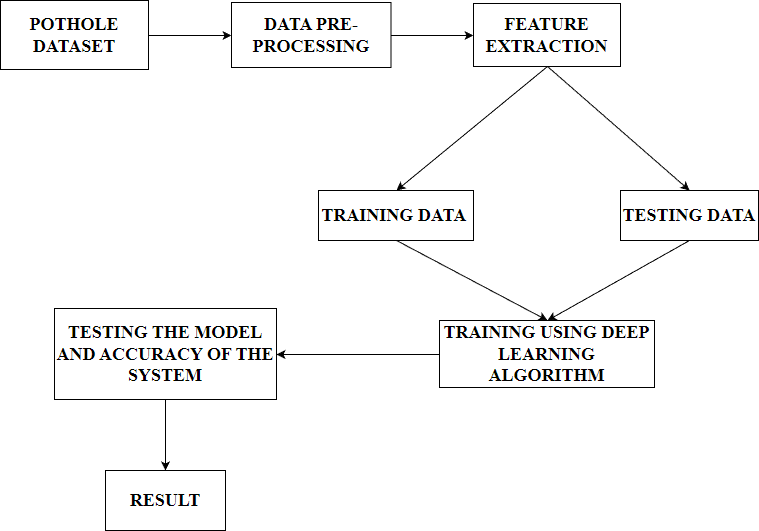 POTHOLE
DATASET
DATA PRE-
PROCESSING
FEATURE
EXTRACTION
TRAINING DATA
TESTING DATA
TRAINING USING DEEP
LEARNING
ALGORITHM
TESTING THE MODEL
AND ACCURACY OF THE
SYSTEM
RESULT